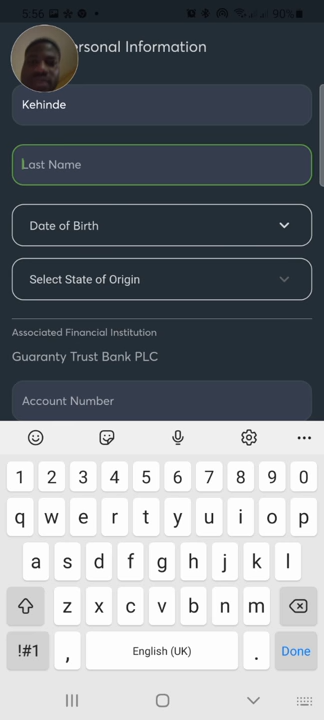 5:56
90%
ersonal Information
Kehinde
Last Name
Date of Birth
Select State of Origin
Associated Financial Institution
Guaranty Trust Bank PLC
Account Number
1 2 3 4 5 6 7 8 9 0
q w e r t y u i o p
a s d f g h j k l
z x c v b n m
!#1 , English (UK) . Done